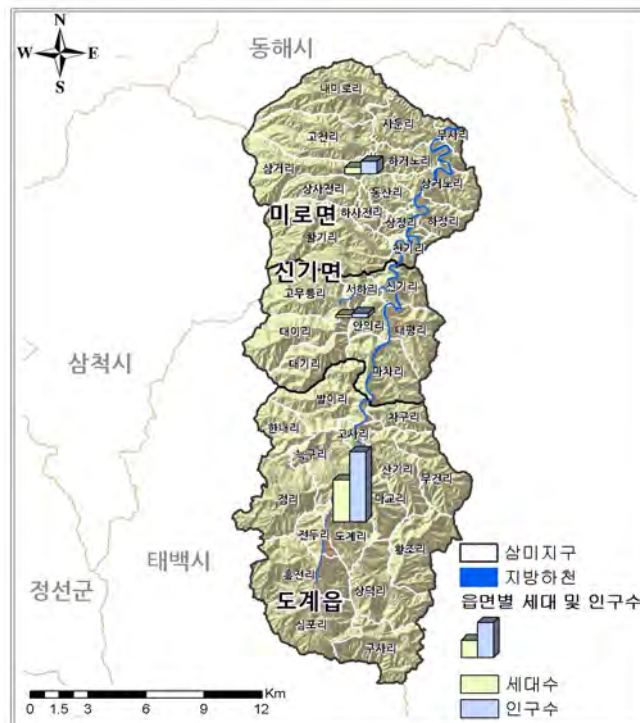 N
W E
S
동해시
내미로리
사둔리
고천리
무사리
상거리
하거노리
상거노리
상사전리
동산리
미로면
하사전리
상정리
하정리
활기리
천기리
신기면
고무릉리
서하리
신기리
대이리
안의리
대평리
삼척시
대기리
마차리
발이리
한내리
차구리
고사리
늑구리
산기리
무건리
점리
마교리
전두리
도계리
황조리
태백시
흥전리
상덕리
정선군
도계읍
심포리
구사리
삼미지구
지방하천
읍면별 세대 및 인구수
세대수
인구수
Km
0 1.5 3 6 9 12